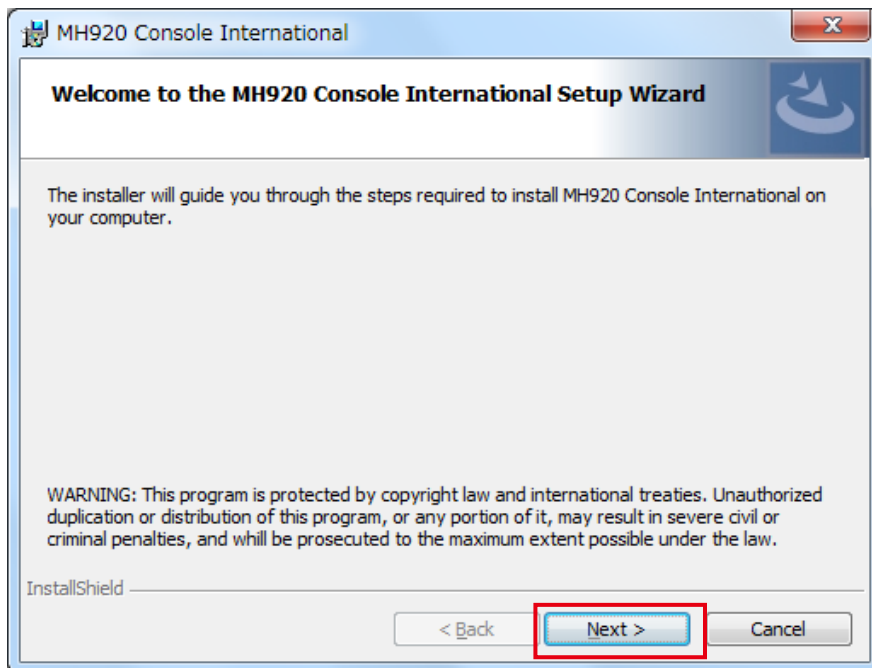 MH920 Console International
Welcome to the MH920 Console International Setup Wizard
The installer will guide you through the steps required to install MH920 Console International on
your computer.
WARNING: This program is protected by copyright law and international treaties. Unauthorized
duplication or distribution of this program, or any portion of it, may result in severe civil or
criminal penalties, and whill be prosecuted to the maximum extent possible under the law.
InstallShield
< Back Next > Cancel